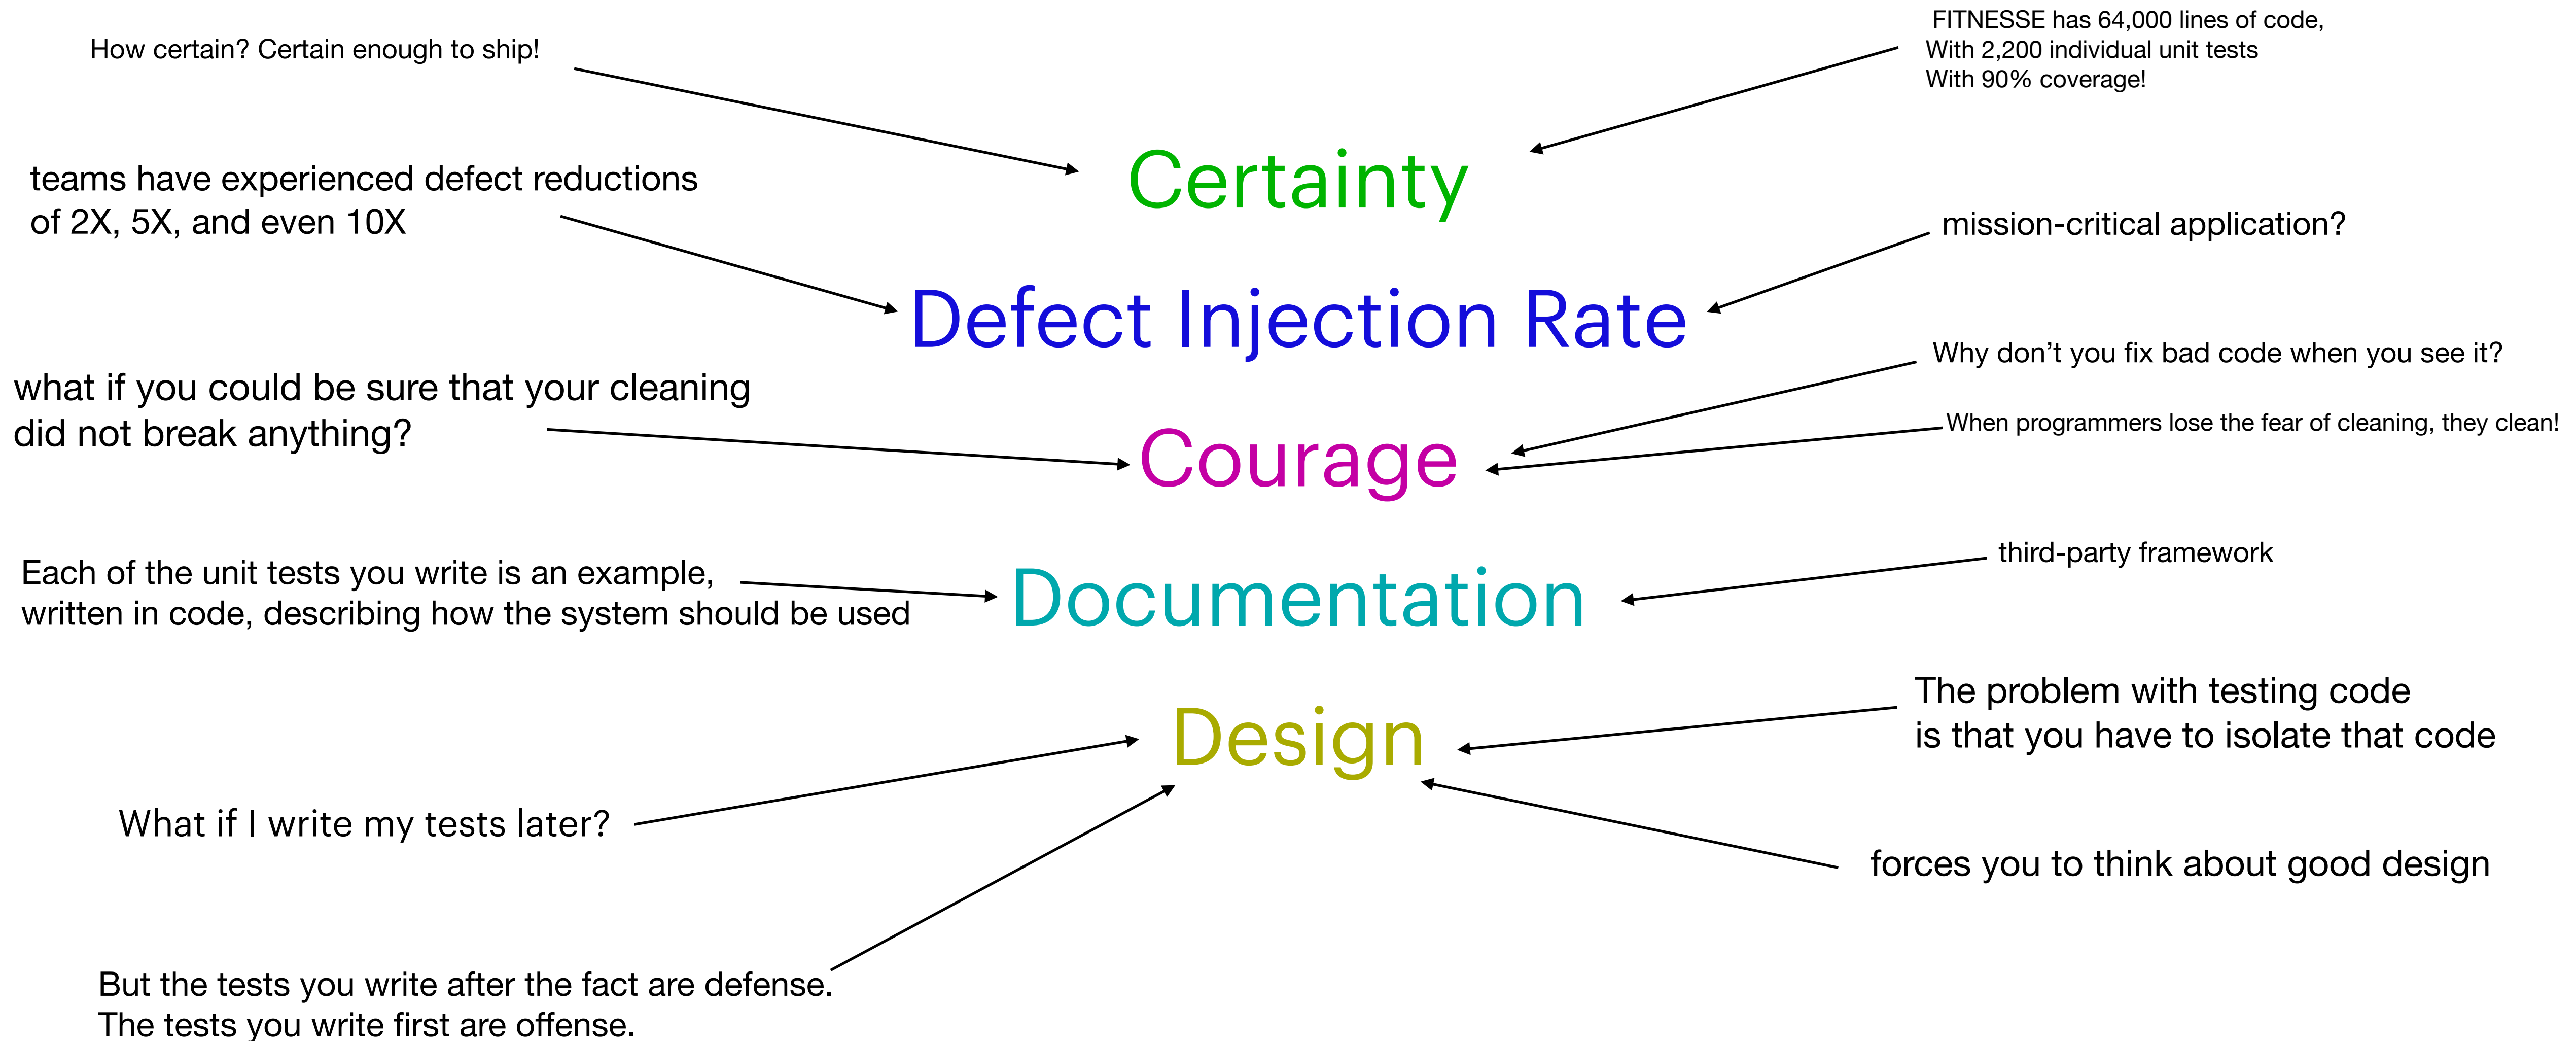 How certain? Certain enough to ship!
FITNESSE has 64,000 lines of code,
With 2,200 individual unit tests
With 90% coverage!
Certainty
teams have experienced defect reductions
of 2X, 5X, and even 10X
mission-critical application?
Defect Injection Rate
Why don’t you fix bad code when you see it?
what if you could be sure that your cleaning
did not break anything?
When programmers lose the fear of cleaning, they clean!
Courage
third-party framework
Each of the unit tests you write is an example,
written in code, describing how the system should be used
Documentation
The problem with testing code
is that you have to isolate that code
Design
What if I write my tests later?
forces you to think about good design
But the tests you write after the fact are defense.
The tests you write first are offense.